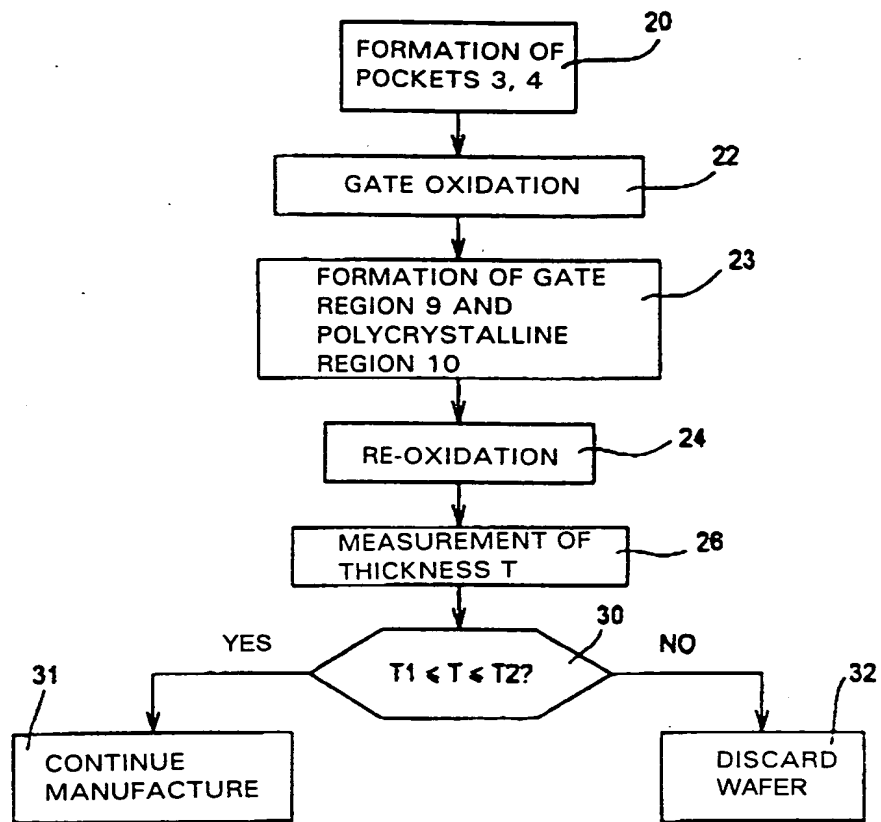 20
FORMATION OF
POCKETS 3, 4
22
GATE OXIDATION
23
FORMATION OF GATE
REGION 9 AND
POLYCRYSTALLINE
REGION 10
24
RE-OXIDATION
26
MEASUREMENT OF
THICKNESS T
30
YES
NO
T1 ≤ T ≤ T2?
31
32
CONTINUE
MANUFACTURE
DISCARD
WAFER